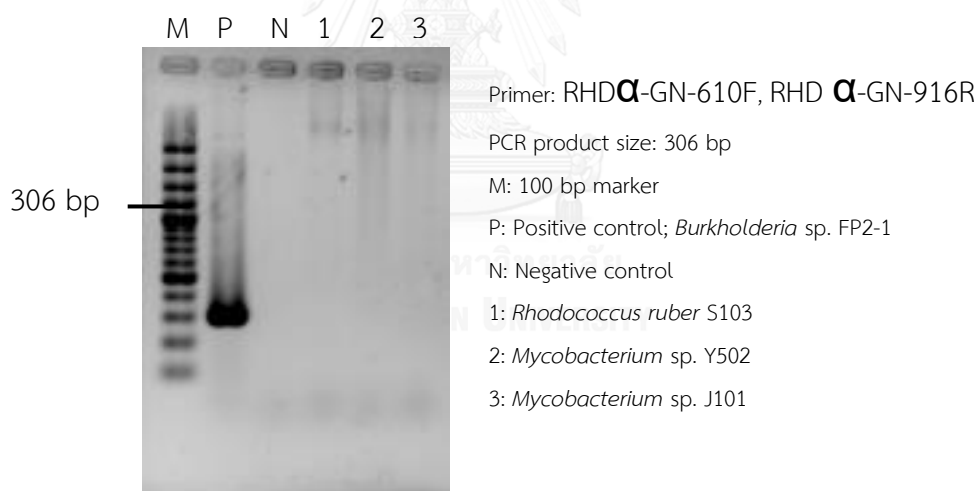 M P N 1 2 3
306 bp
Primer: RHDα-GN-610F, RHD α-GN-916R
PCR product size: 306 bp
M: 100 bp marker
P: Positive control; Burkholderia sp. FP2-1
N: Negative control
1: Rhodococcus ruber S103
2: Mycobacterium sp. Y502
3: Mycobacterium sp. J101